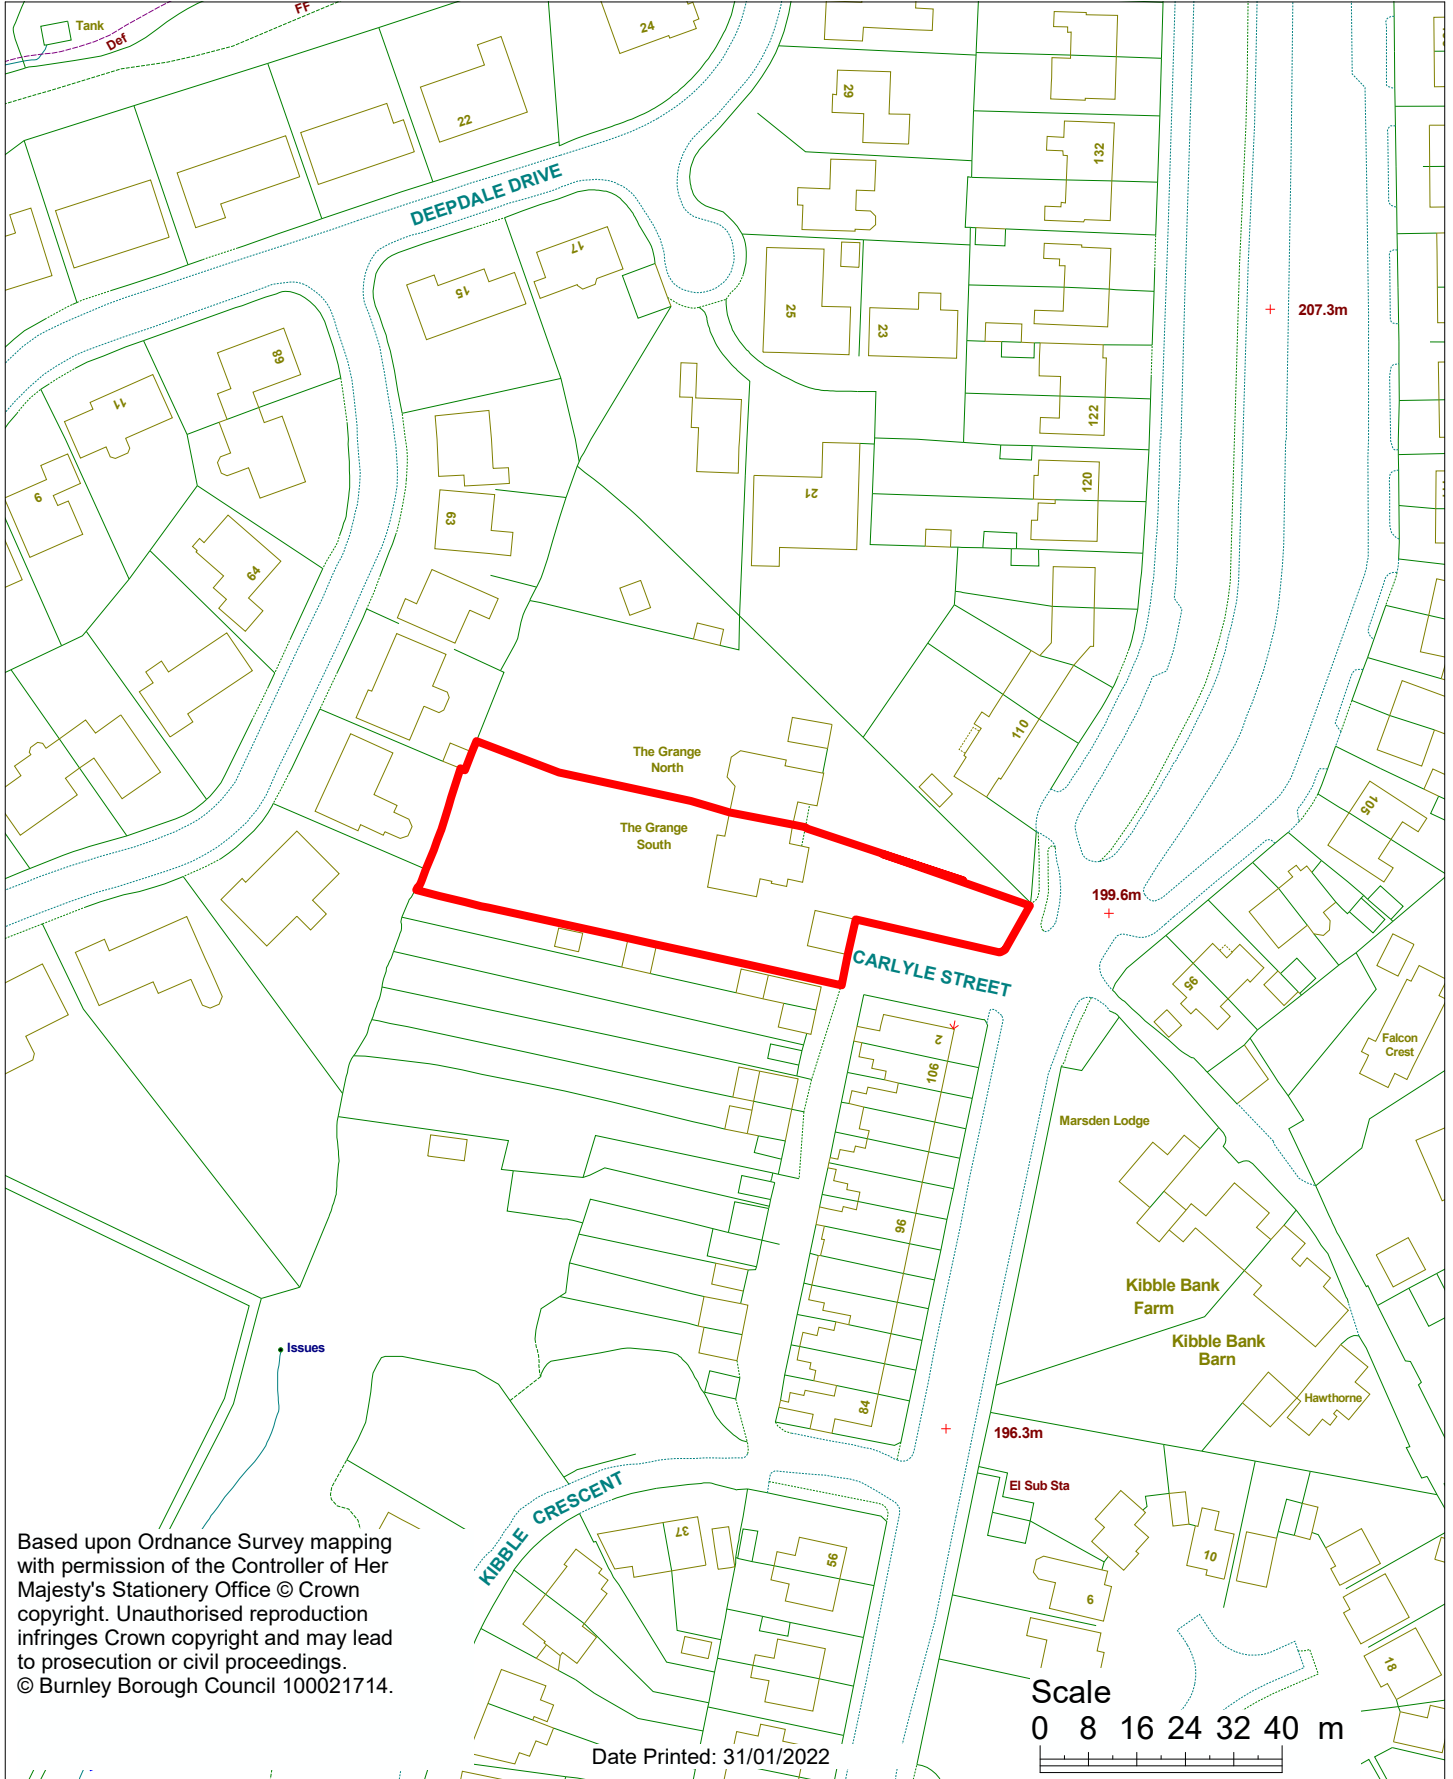 Tank
Def
FF
24
22
29
132
DEEPDALE DRIVE
17
15
25
23
207.3m
68
11
122
9
63
21
120
64
110
The Grange
North
The Grange
South
105
199.6m
CARLYLE STREET
95
Falcon
Crest
2
106
Marsden Lodge
96
Kibble Bank
Farm
Kibble Bank
Barn
Issues
Hawthorne
84
196.3m
El Sub Sta
KIBBLE CRESCENT
37
56
10
6
18
Based upon Ordnance Survey mapping
with permission of the Controller of Her
Majesty's Stationery Office © Crown
copyright. Unauthorised reproduction
infringes Crown copyright and may lead
to prosecution or civil proceedings.
© Burnley Borough Council 100021714.
Date Printed: 31/01/2022
Scale
0 8 16 24 32 40 m